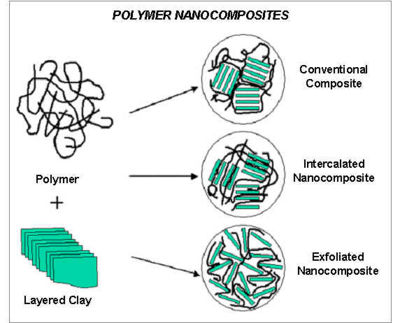 POLYMER NANOCOMPOSITES
Conventional
Composite
Polymer
+
Intercalated
Nanocomposite
Layered Clay
Exfoliated
Nanocomposite